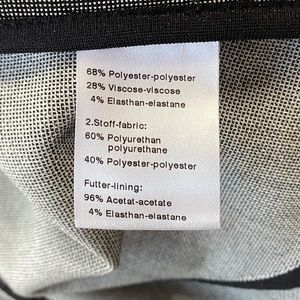 68% Polyester-polyester
28% Viscose-viscose
4% Elasthan-elastane
2.Stoff-fabric:
60% Polyurethan
polyurethane
40% Polyester-polyester
Futter-lining:
96% Acetat-acetate
4% Elasthan-elastane